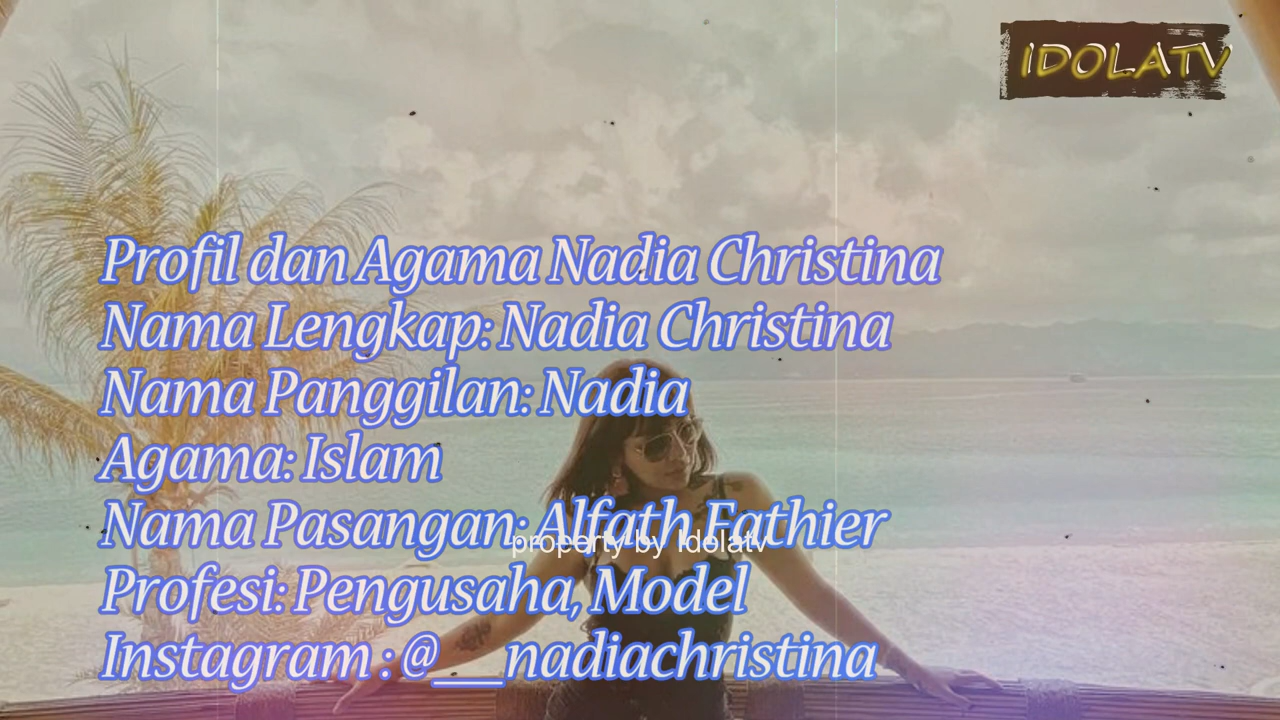 IDOLATV
Profil dan Agama Nadia Christina
Nama Lengkap: Nadia Christina
Nama Panggilan: Nadia
Agama: Islam
Nama Pasangan: Alfath Fathier
property by Idolatv
Profesi: Pengusaha, Model
Instagram : @__nadiachristina